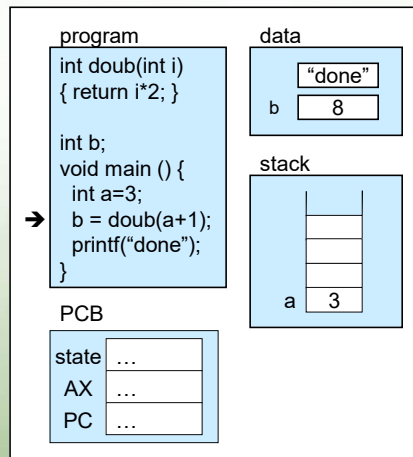 program
int doub(int i)
{ return i*2; }
int b;
void main () {
int a=3;
➔ b = doub(a+1);
printf(“done”);
}
data
“done”
b 8
stack
a 3
PCB
state …
AX …
PC …